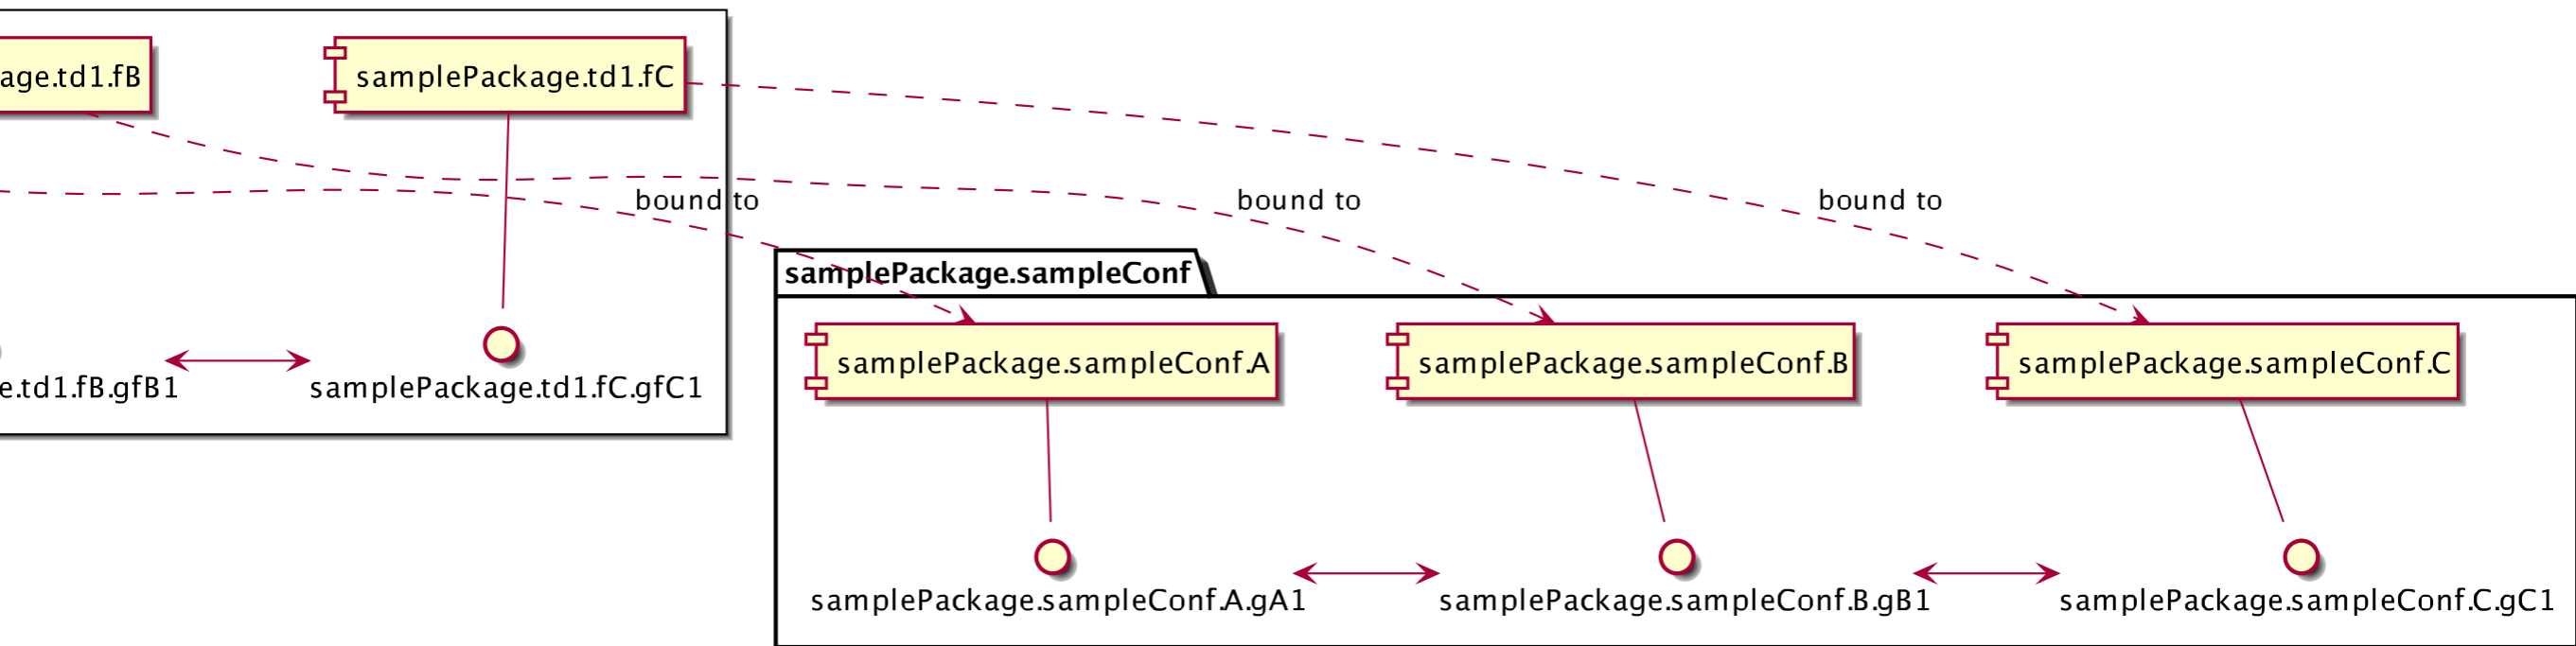 age.td1.fB
samplePackage.td1.fC
bound to
bound to
bound to
samplePackage.sampleConf
samplePackage.sampleConf.A
samplePackage.sampleConf.B
samplePackage.sampleConf.C
e.td1.fB.gfB1
samplePackage.td1.fC.gfC1
samplePackage.sampleConf.A.gA1
samplePackage.sampleConf.B.gB1
samplePackage.sampleConf.C.gC1